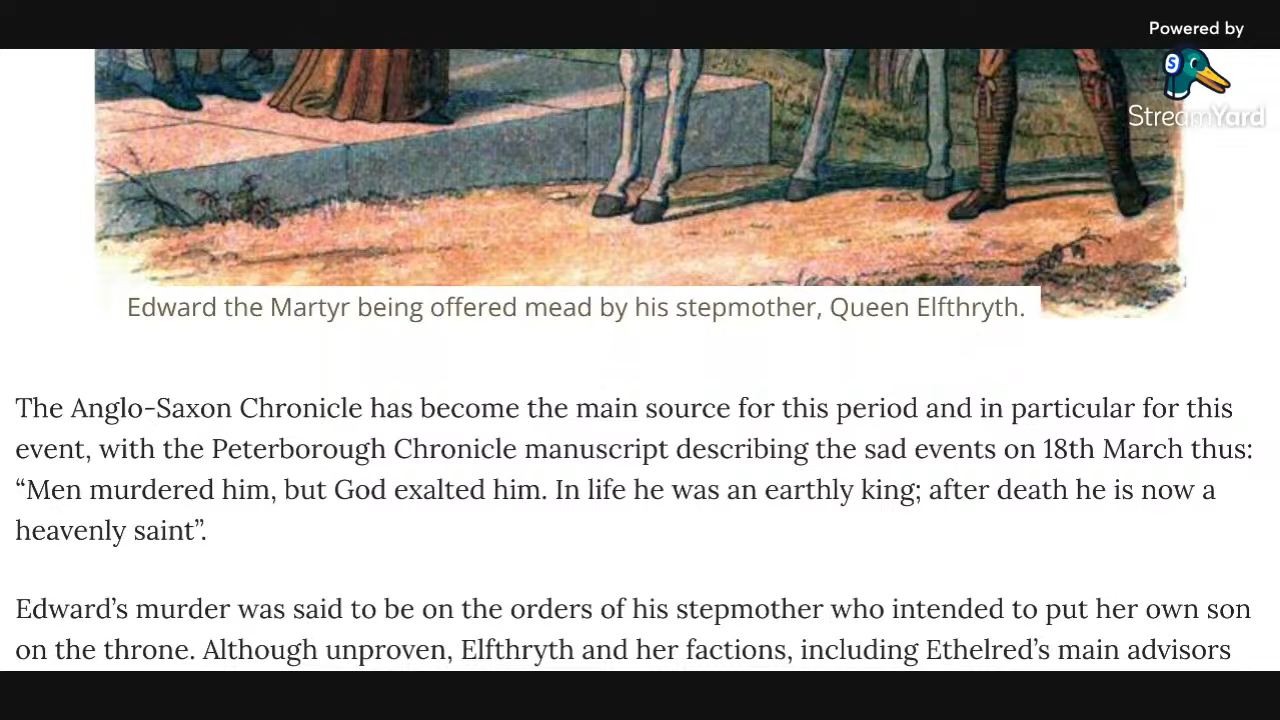 Powered by
StreamYard
Edward the Martyr being offered mead by his stepmother, Queen Elfthryth.
The Anglo-Saxon Chronicle has become the main source for this period and in particular for this
event, with the Peterborough Chronicle manuscript describing the sad events on 18th March thus:
“Men murdered him, but God exalted him. In life he was an earthly king; after death he is now a
heavenly saint”.
Edward’s murder was said to be on the orders of his stepmother who intended to put her own son
on the throne. Although unproven, Elfthryth and her factions, including Ethelred’s main advisors